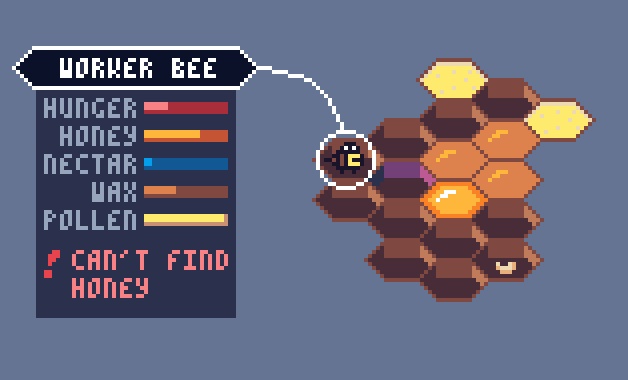 WORKER BEE
HUNGER
HONEY
NECTAR
WAX
POLLEN
! CAN'T FIND
HONEY